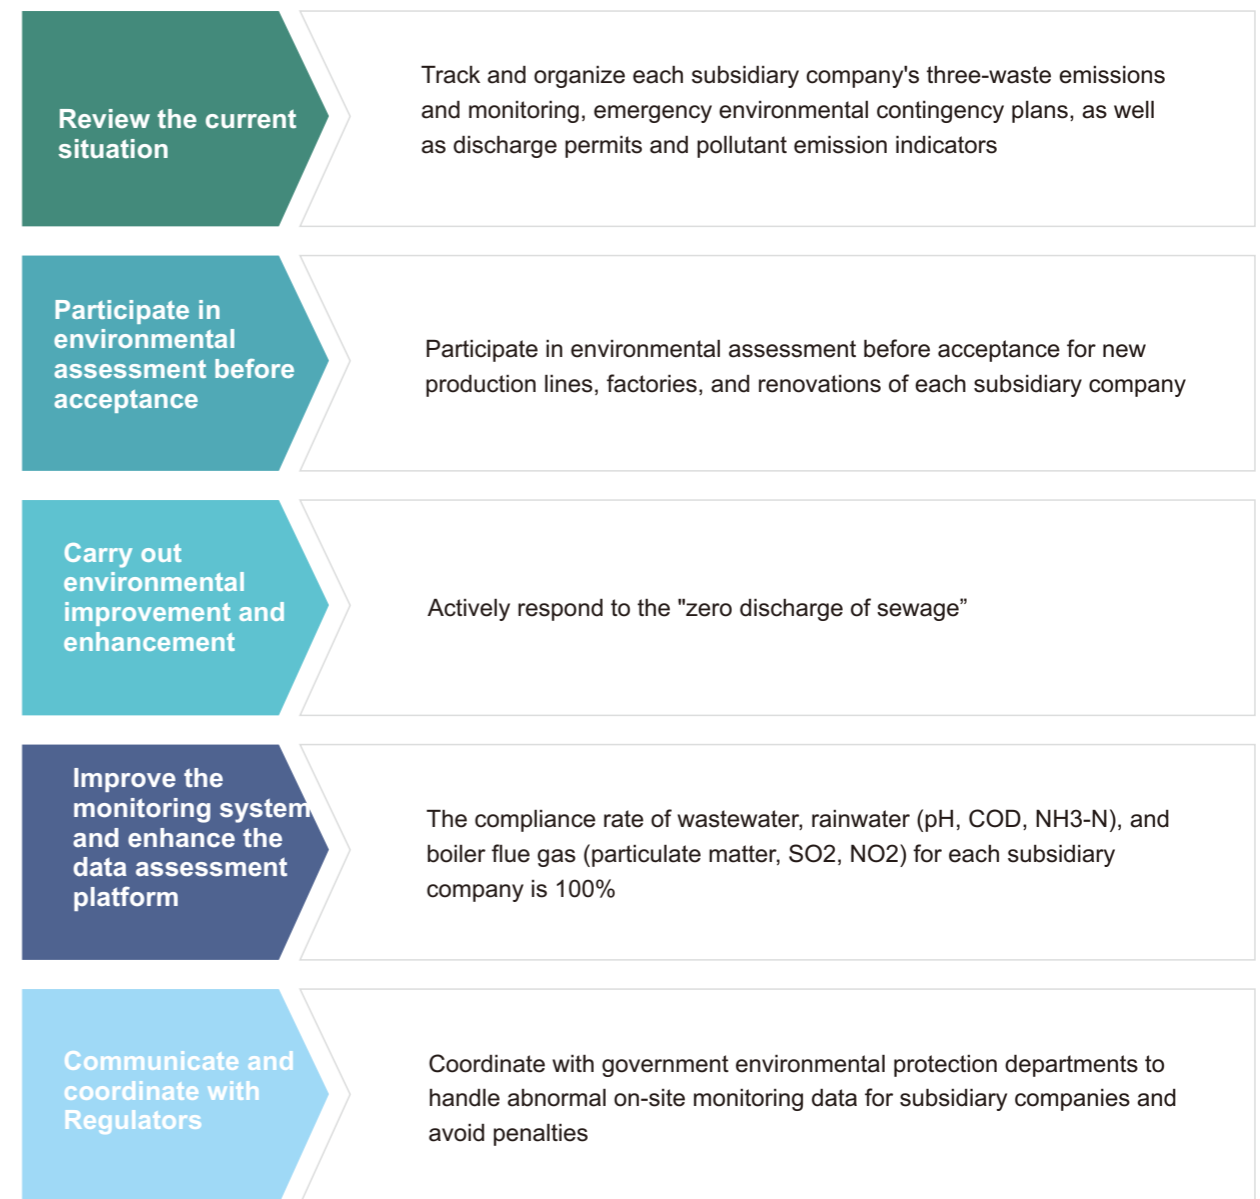 Review the current
situation
Track and organize each subsidiary company's three-waste emissions
and monitoring, emergency environmental contingency plans, as well
as discharge permits and pollutant emission indicators
Participate in
environmental
assessment before
acceptance
Participate in environmental assessment before acceptance for new
production lines, factories, and renovations of each subsidiary company
Carry out
environmental
improvement and
enhancement
Actively respond to the "zero discharge of sewage”
Improve the
monitoring system
and enhance the
data assessment
platform
The compliance rate of wastewater, rainwater (pH, COD, NH3-N), and
boiler flue gas (particulate matter, SO2, NO2) for each subsidiary
company is 100%
Communicate and
coordinate with
Regulators
Coordinate with government environmental protection departments to
handle abnormal on-site monitoring data for subsidiary companies and
avoid penalties